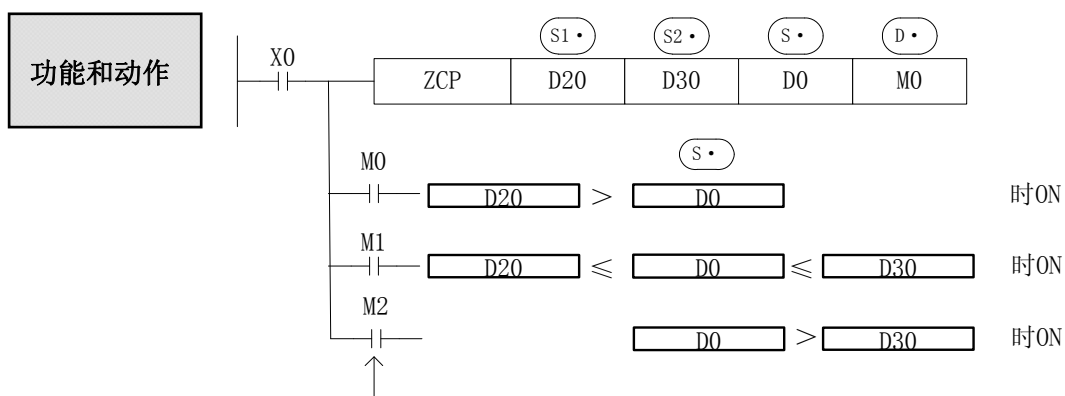 功能和动作
X0
S1· S2· S· D·
ZCP D20 D30 D0 M0
S·
M0
D20 > D0 时ON
M1
D20 ≤ D0 ≤ D30 时ON
M2
D0 > D30 时ON